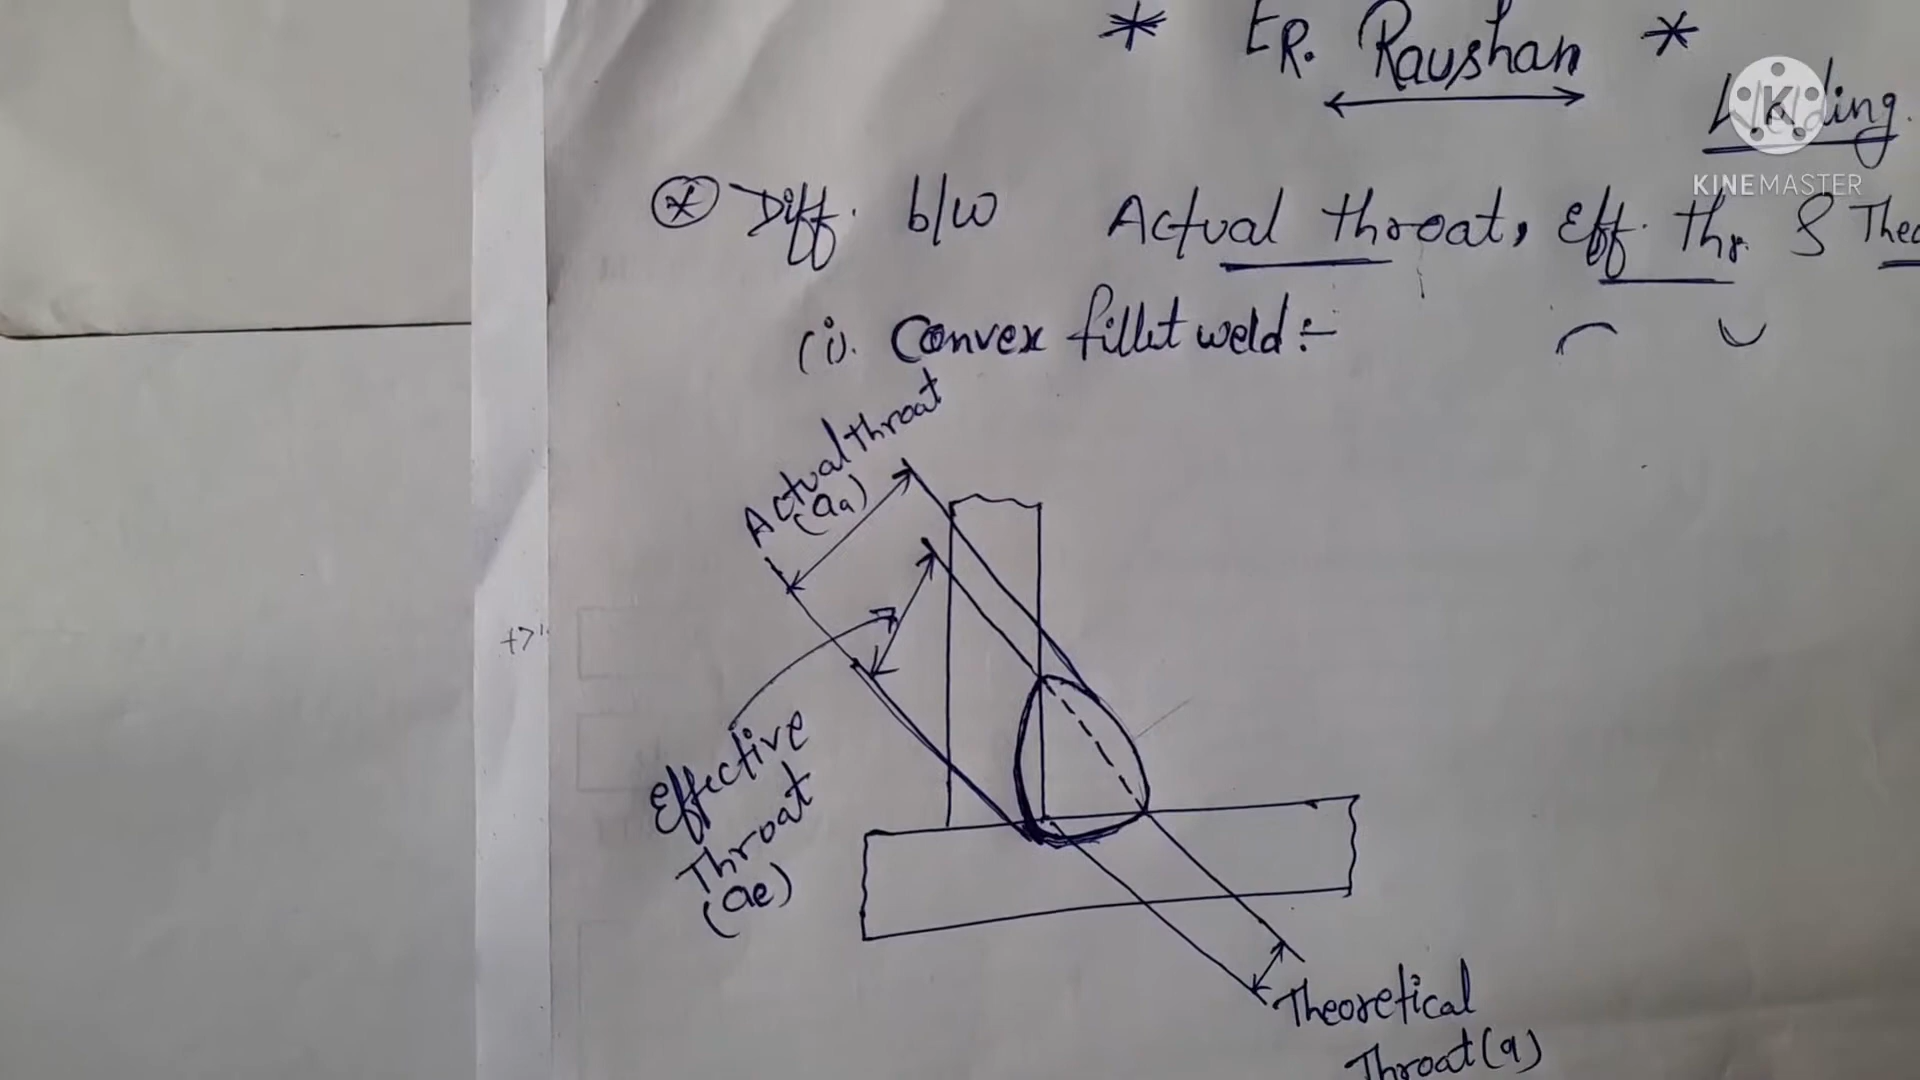 * ER. Raushan *
Welding.
KINEMASTER
* Diff. b/w Actual throat, Eff. thr. & Theo
(i). Convex fillet weld :-
Actual throat
(aa)
Effective
Throat
(ae)
Theoretical
Throat (a)